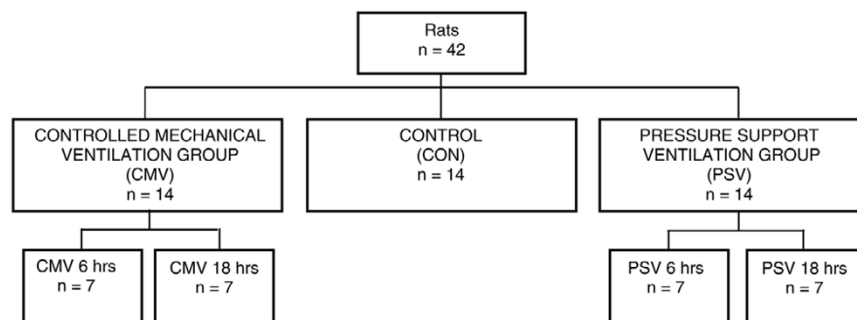 Rats
n = 42
CONTROLLED MECHANICAL
VENTILATION GROUP
(CMV)
n = 14
CONTROL
(CON)
n = 14
PRESSURE SUPPORT
VENTILATION GROUP
(PSV)
n = 14
CMV 6 hrs
n = 7
CMV 18 hrs
n = 7
PSV 6 hrs
n = 7
PSV 18 hrs
n = 7